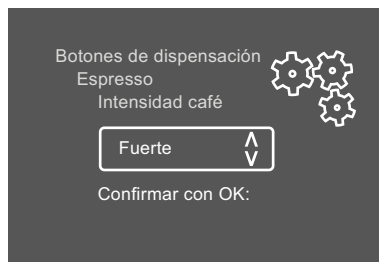 Botones de dispensación
Espresso
Intensidad café
Fuerte
Confirmar con OK: